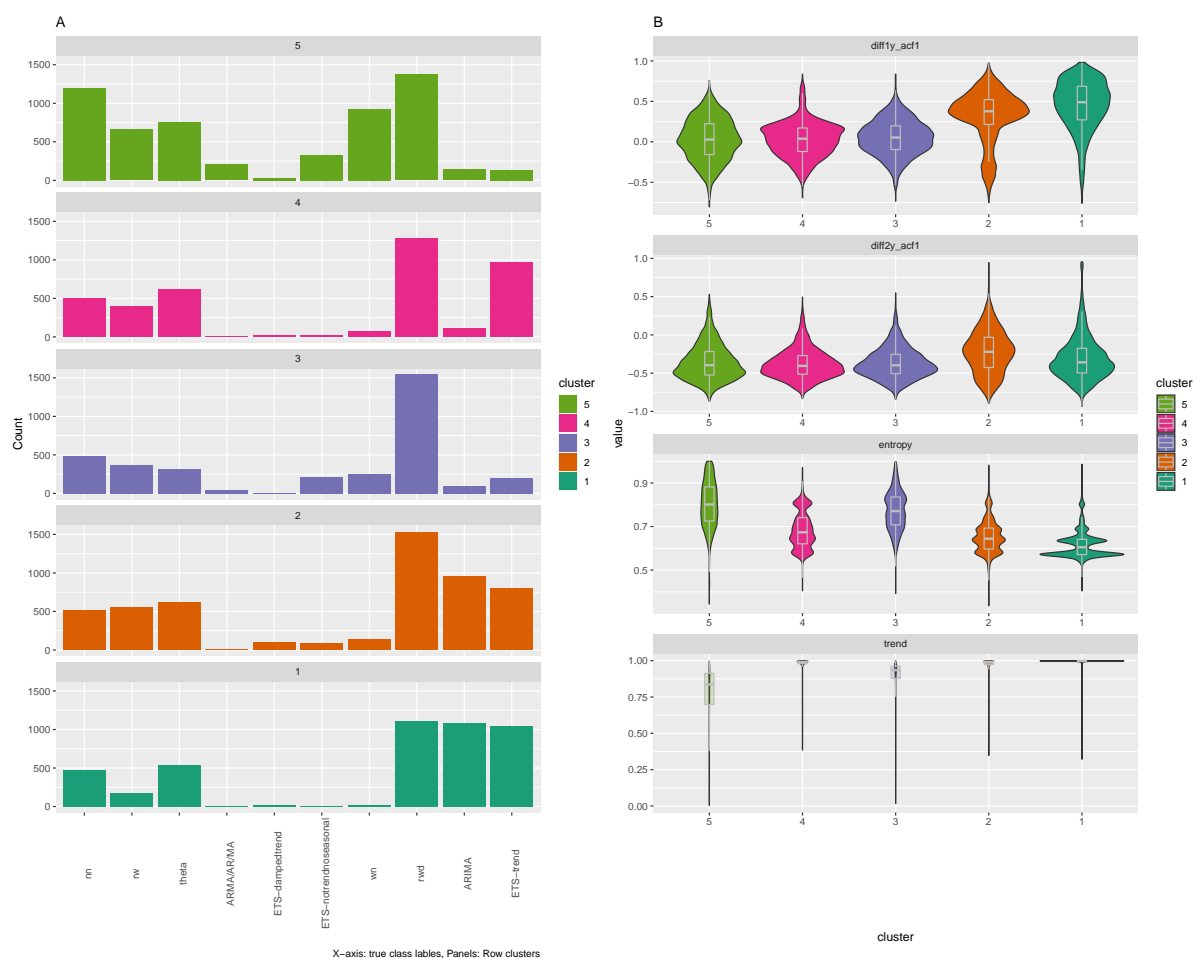 A
5
1500
1000
500
0
4
1500
1000
500
0
3
1500
1000
500
0
2
1500
1000
500
0
1
1500
1000
500
0
Count
nn
rw
theta
ARMA/AR/MA
ETS−dampedtrend
ETS−notrendnoseasonal
wn
rwd
ARIMA
ETS−trend
X−axis: true class lables, Panels: Row clusters
cluster
5
4
3
2
1
B
diff1y_acf1
1.0
0.5
0.0
−0.5
5 4 3 2 1
diff2y_acf1
1.0
0.5
0.0
−0.5
−1.0
5 4 3 2 1
entropy
0.9
0.7
0.5
5 4 3 2 1
trend
1.00
0.75
0.50
0.25
0.00
5 4 3 2 1
value
cluster
cluster
5
4
3
2
1